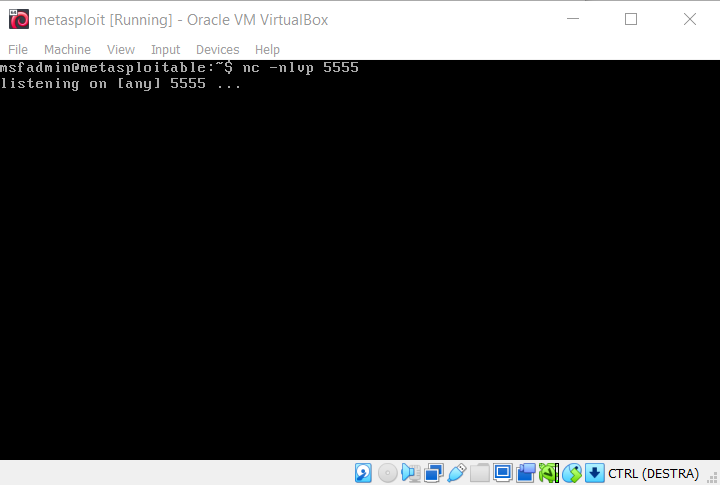 metasploit [Running] - Oracle VM VirtualBox
File Machine View Input Devices Help
msfadmin@metasploitable:~$ nc -nlvp 5555
listening on [any] 5555 ...
CTRL (DESTRA)